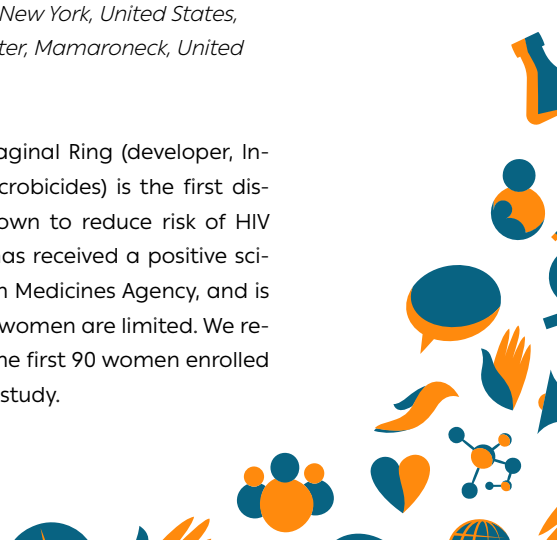 New York, United States,
ter, Mamaroneck, United
aginal Ring (developer, In-
crobicides) is the first dis-
own to reduce risk of HIV
as received a positive sci-
n Medicines Agency, and is
women are limited. We re-
he first 90 women enrolled
study.